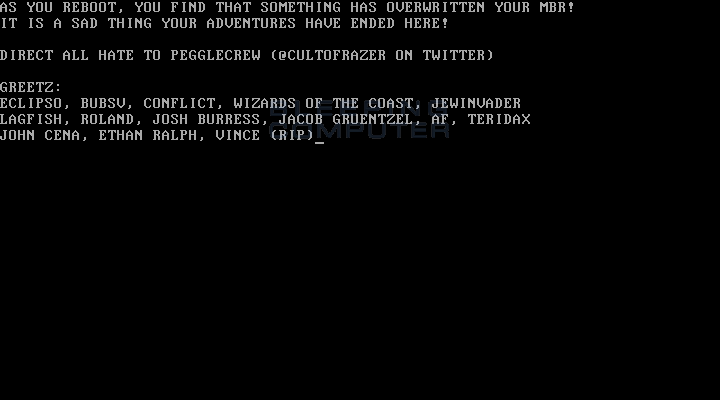 AS YOU REBOOT, YOU FIND THAT SOMETHING HAS OVERWRITTEN YOUR MBR!
IT IS A SAD THING YOUR ADVENTURES HAVE ENDED HERE!
DIRECT ALL HATE TO PEGGLECREW (@CULTOFRAZER ON TWITTER)
GREETZ:
ECLIPSO, BUBSV, CONFLICT, WIZARDS OF THE COAST, JEWINVADER
LAGFISH, ROLAND, JOSH BURRESS, JACOB GRUENTZEL, AF, TERIDAX
JOHN CENA, ETHAN RALPH, VINCE (RIP)_
BLEEPING
COMPUTER